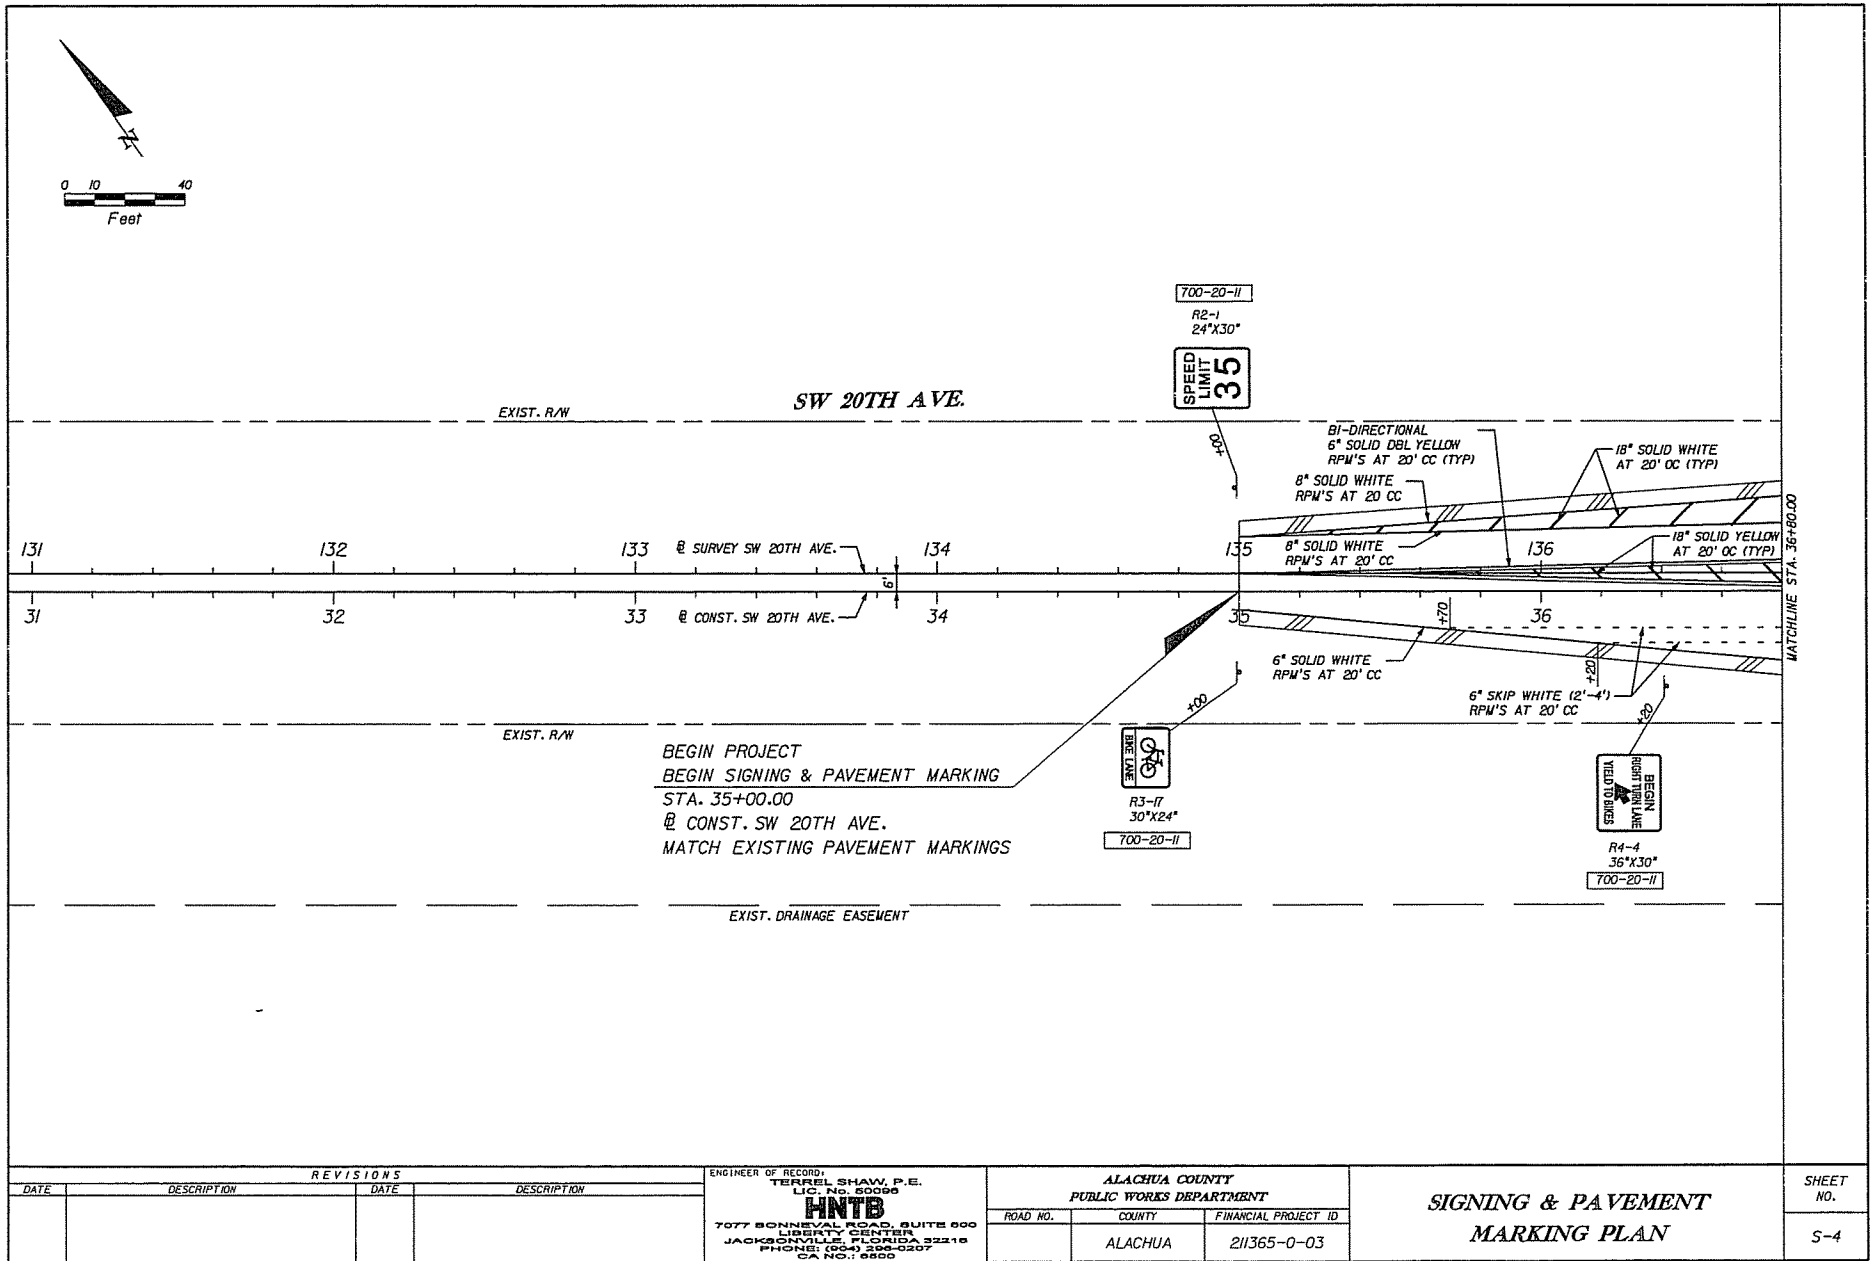 N
0 10 40
Feet
700-20-11
R2-1
24"X30"
SPEED
LIMIT
35
+00
SW 20TH AVE.
EXIST. R/W
BI-DIRECTIONAL
6" SOLID DBL YELLOW
RPM'S AT 20' CC (TYP)
18" SOLID WHITE
AT 20' OC (TYP)
8" SOLID WHITE
RPM'S AT 20 CC
8" SOLID WHITE
RPM'S AT 20' CC
18" SOLID YELLOW
AT 20' OC (TYP)
131 132 133 134 135 136
℄ SURVEY SW 20TH AVE.
6'
℄ CONST. SW 20TH AVE.
31 32 33 34 35 36
MATCHLINE STA. 36+80.00
+70
+20
6" SOLID WHITE
RPM'S AT 20' CC
6" SKIP WHITE (2'-4')
RPM'S AT 20' CC
+00
+20
EXIST. R/W
BEGIN PROJECT
BEGIN SIGNING & PAVEMENT MARKING
STA. 35+00.00
℄ CONST. SW 20TH AVE.
MATCH EXISTING PAVEMENT MARKINGS
BIKE LANE
R3-17
30"X24"
700-20-11
BEGIN
RIGHT TURN LANE
YIELD TO BIKES
R4-4
36"X30"
700-20-11
EXIST. DRAINAGE EASEMENT
REVISIONS
DATE DESCRIPTION DATE DESCRIPTION
ENGINEER OF RECORD:
TERREL SHAW, P.E.
LIC. No. 50096
HNTB
7077 BONNEVAL ROAD, SUITE 600
LIBERTY CENTER
JACKSONVILLE, FLORIDA 32216
PHONE: (904) 296-0207
CA NO.: 6500
ALACHUA COUNTY
PUBLIC WORKS DEPARTMENT
ROAD NO. COUNTY FINANCIAL PROJECT ID
ALACHUA 211365-0-03
SIGNING & PAVEMENT
MARKING PLAN
SHEET
NO.
S-4